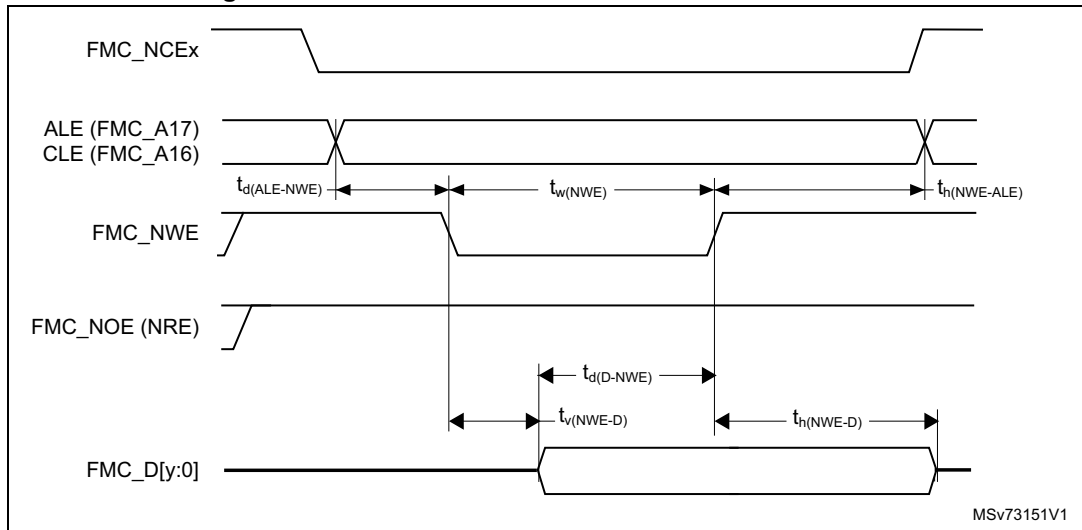 FMC_NCEx
ALE (FMC_A17)
CLE (FMC_A16)
td(ALE-NWE)
tw(NWE)
th(NWE-ALE)
FMC_NWE
FMC_NOE (NRE)
td(D-NWE)
tv(NWE-D)
th(NWE-D)
FMC_D[y:0]
MSv73151V1